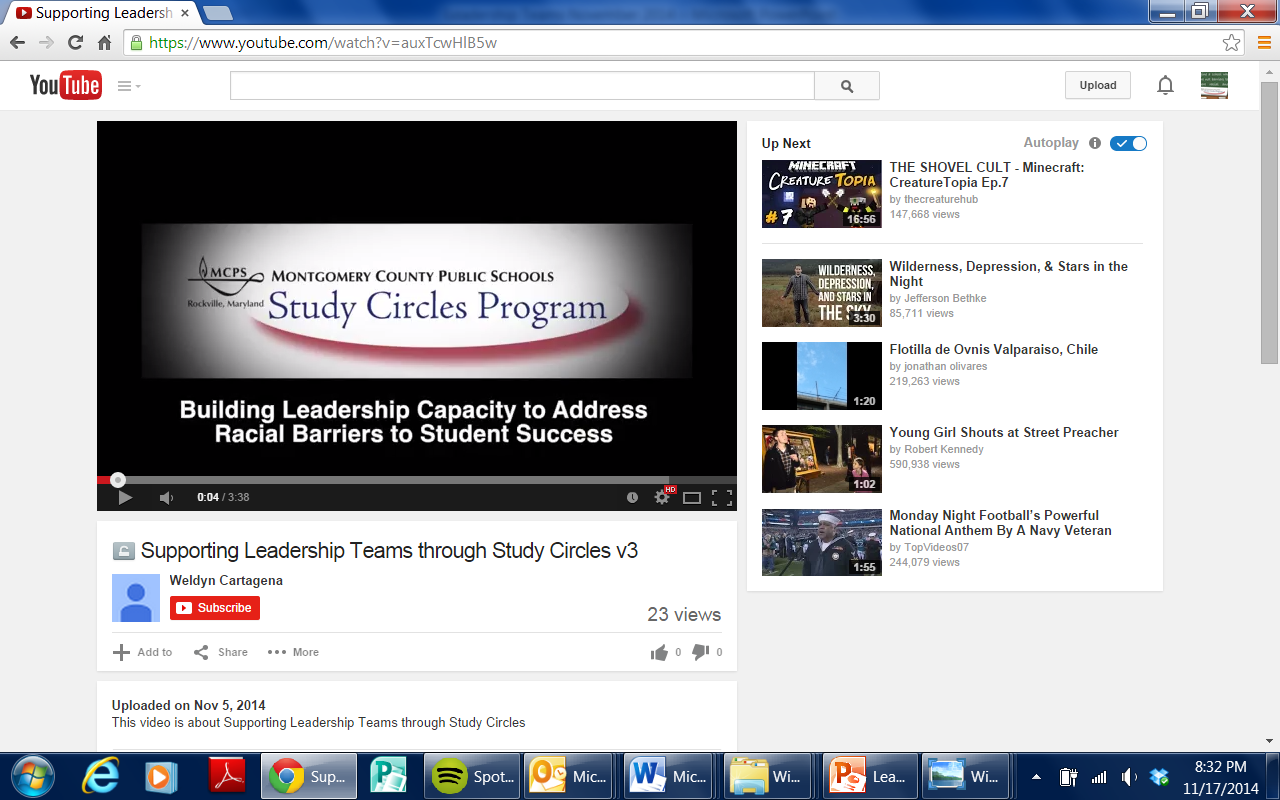 Supporting Leadersh
https://www.youtube.com/watch?v=auxTcwHlB5w
YouTube
Upload
MCPS
MONTGOMERY COUNTY PUBLIC SCHOOLS
Rockville, Maryland
Study Circles Program
Building Leadership Capacity to Address
Racial Barriers to Student Success
0:04 / 3:38
HD
Supporting Leadership Teams through Study Circles v3
Weldyn Cartagena
Subscribe
23 views
Add to
Share
More
0
0
Uploaded on Nov 5, 2014
This video is about Supporting Leadership Teams through Study Circles
Up Next
Autoplay
MINECRAFT
CREATURE TOPIA
#7
16:56
THE SHOVEL CULT - Minecraft:
CreatureTopia Ep.7
by thecreaturehub
147,668 views
WILDERNESS,
DEPRESSION,
AND STARS IN
THE SKY
3:30
Wilderness, Depression, & Stars in the
Night
by Jefferson Bethke
85,711 views
1:20
Flotilla de Ovnis Valparaiso, Chile
by jonathan olivares
219,263 views
1:02
Young Girl Shouts at Street Preacher
by Robert Kennedy
590,938 views
1:55
Monday Night Football's Powerful
National Anthem By A Navy Veteran
by TopVideos07
244,079 views
Sup...
Spot...
Mic...
Mic...
Wi...
Lea...
Wi...
8:32 PM
11/17/2014